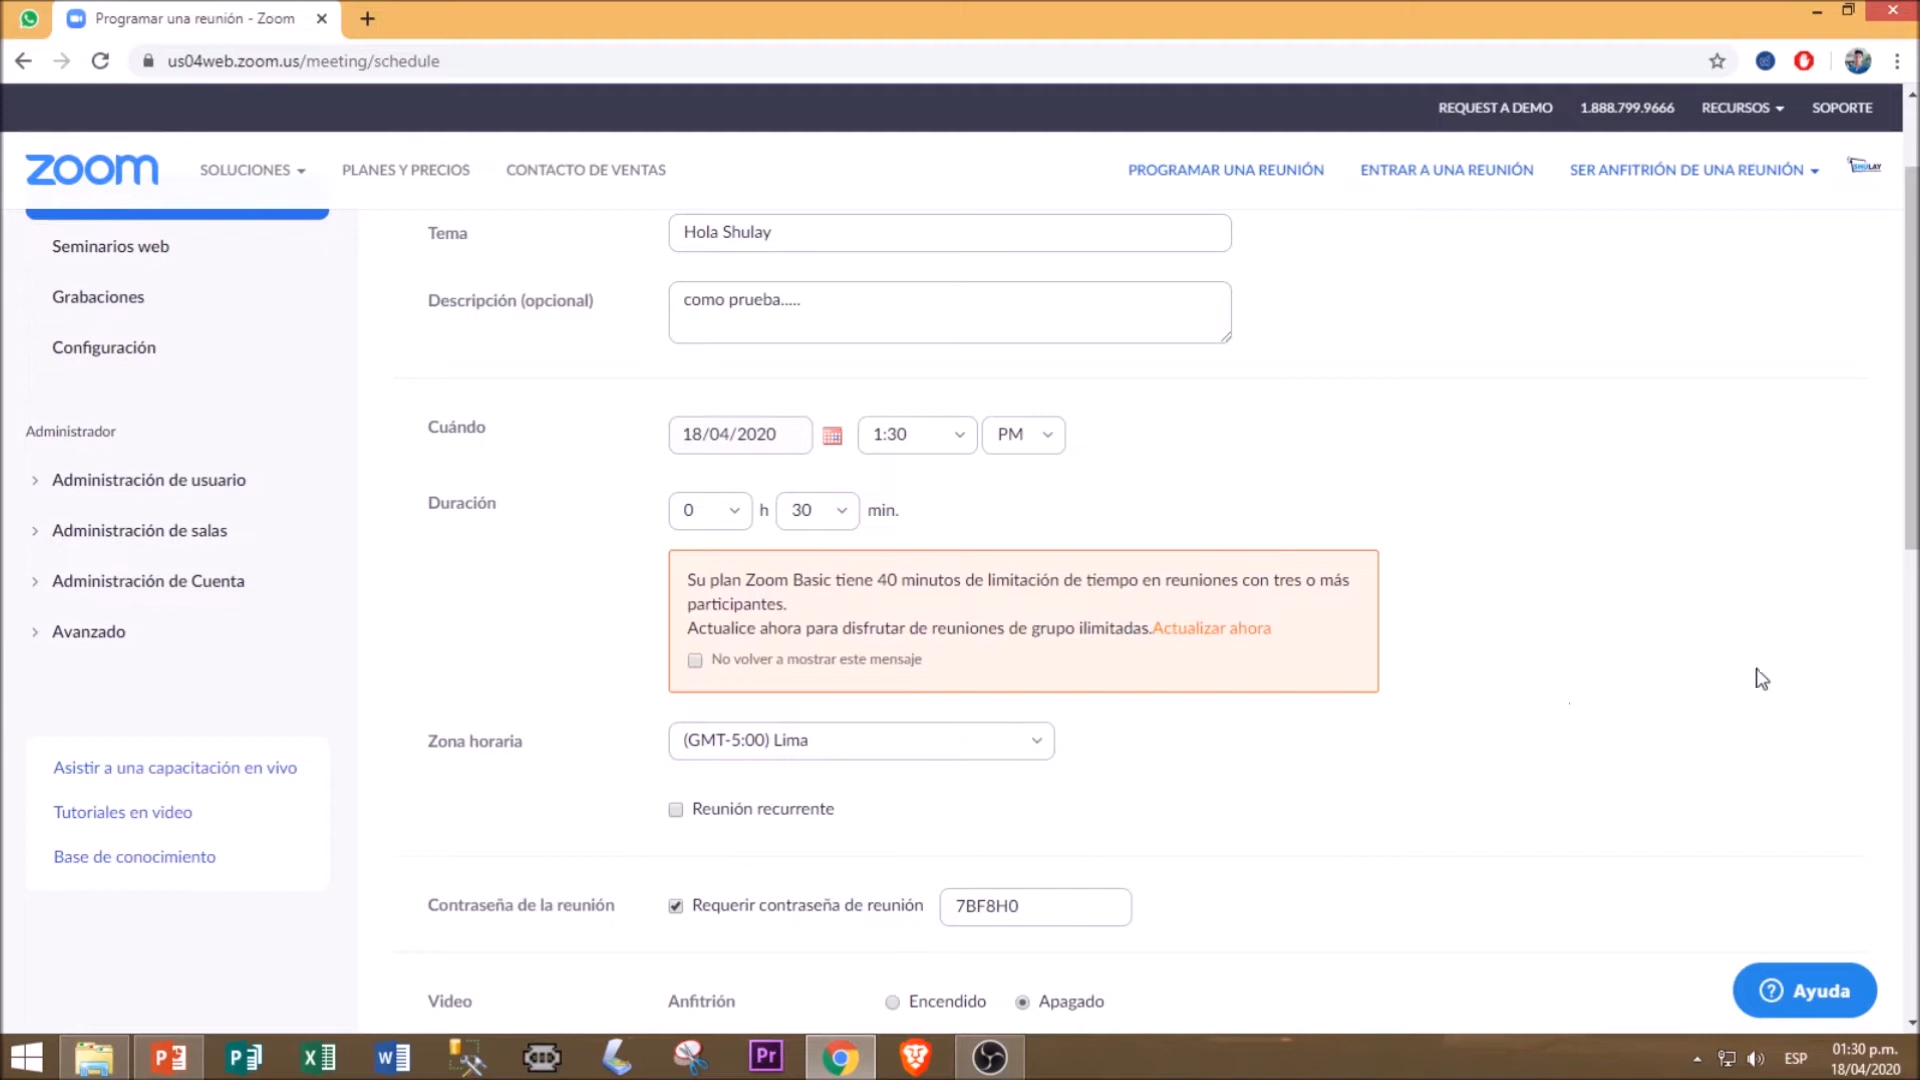 Programar una reunión - Zoom
us04web.zoom.us/meeting/schedule
REQUEST A DEMO 1.888.799.9666 RECURSOS SOPORTE
zoom SOLUCIONES PLANES Y PRECIOS CONTACTO DE VENTAS PROGRAMAR UNA REUNIÓN ENTRAR A UNA REUNIÓN SER ANFITRIÓN DE UNA REUNIÓN SHULAY
Seminarios web
Grabaciones
Configuración
Administrador
Administración de usuario
Administración de salas
Administración de Cuenta
Avanzado
Asistir a una capacitación en vivo
Tutoriales en video
Base de conocimiento
Tema Hola Shulay
Descripción (opcional) como prueba.....
Cuándo 18/04/2020 1:30 PM
Duración 0 h 30 min.
Su plan Zoom Basic tiene 40 minutos de limitación de tiempo en reuniones con tres o más
participantes.
Actualice ahora para disfrutar de reuniones de grupo ilimitadas.Actualizar ahora
No volver a mostrar este mensaje
Zona horaria (GMT-5:00) Lima
Reunión recurrente
Contraseña de la reunión Requerir contraseña de reunión 7BF8H0
Video Anfitrión Encendido Apagado
Ayuda
ESP 01:30 p.m.
18/04/2020